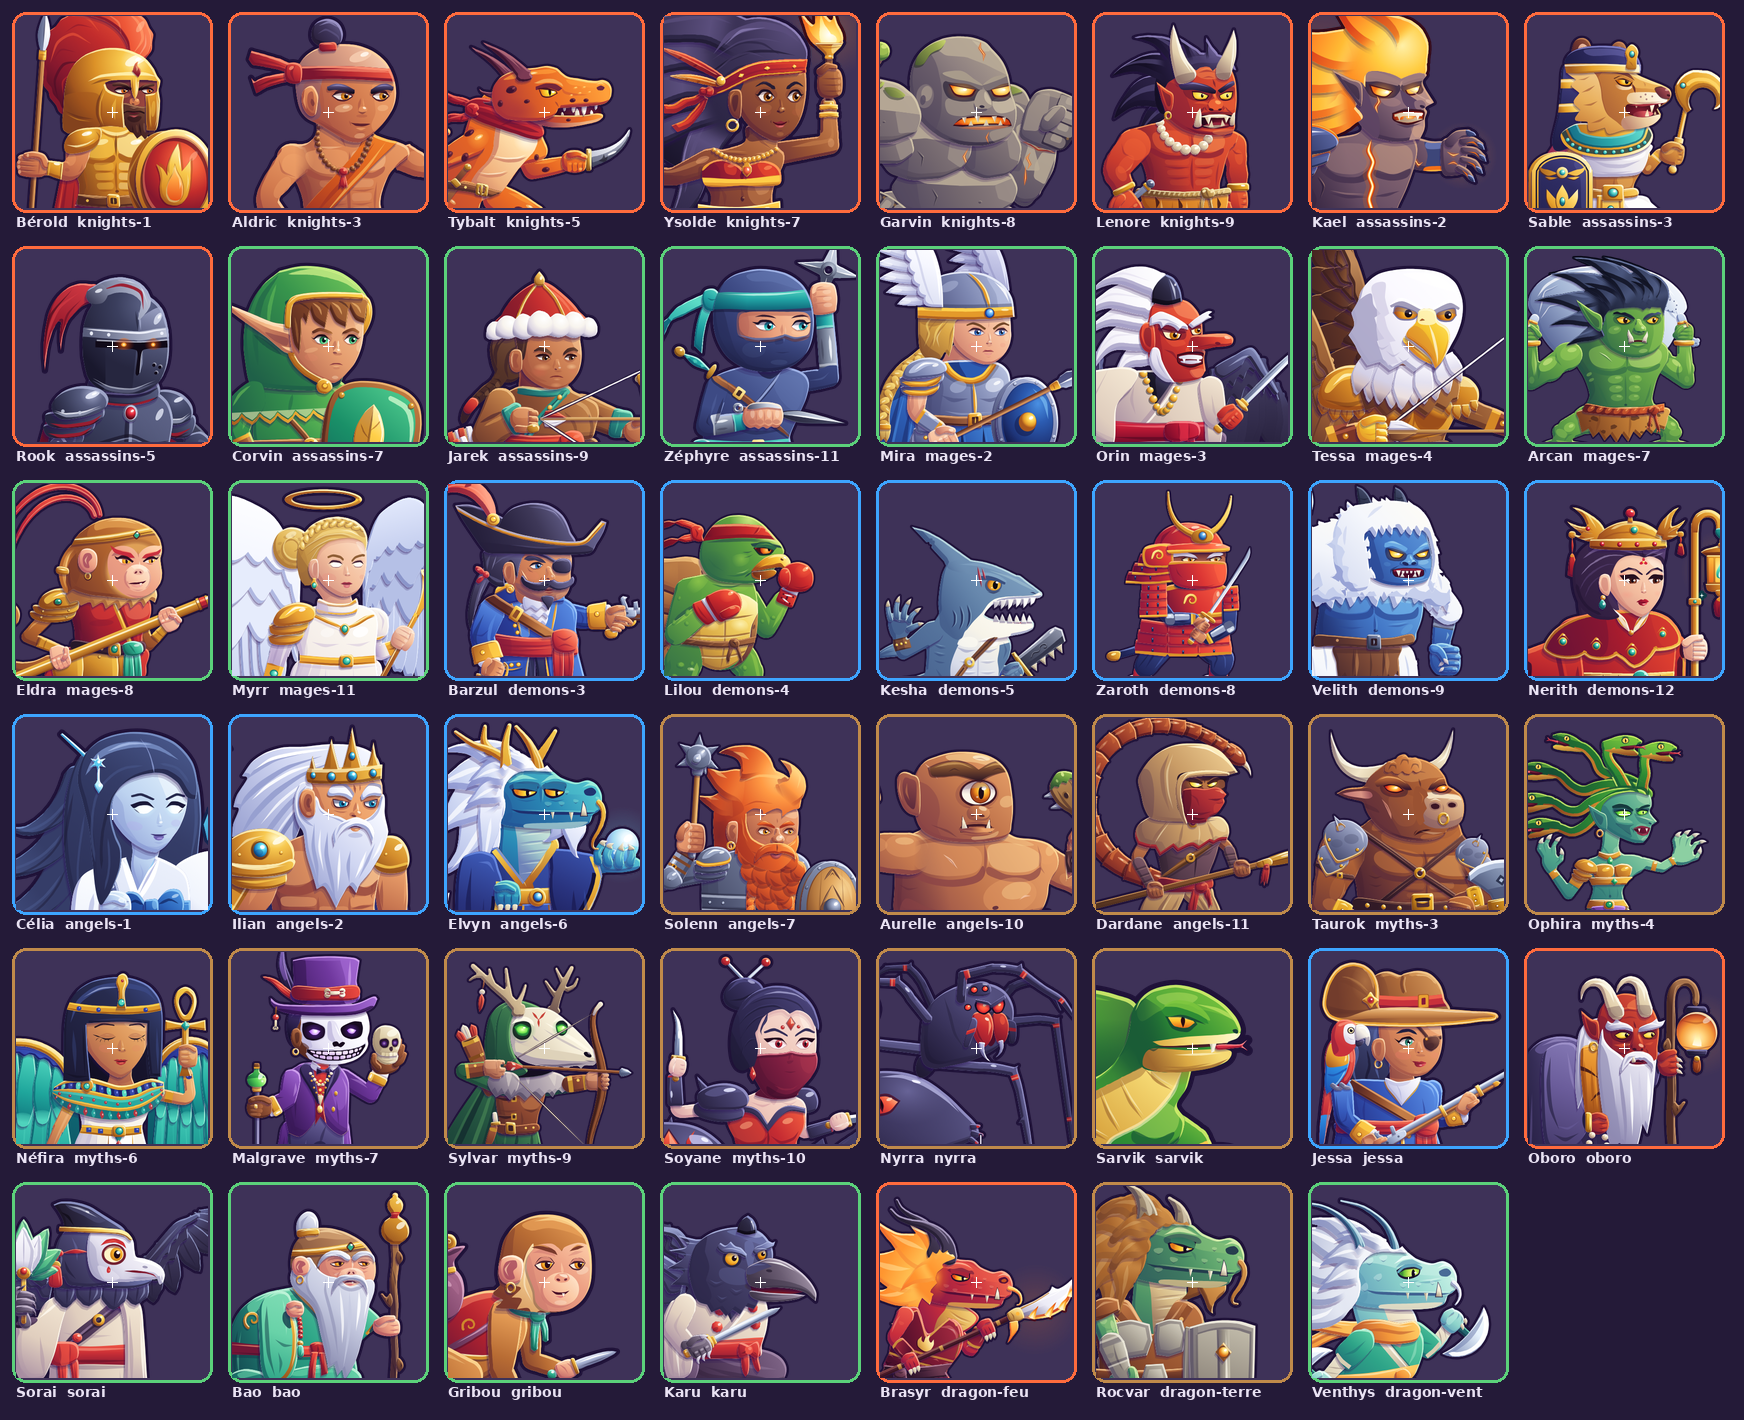 Bérold knights-1 Aldric knights-3 Tybalt knights-5 Ysolde knights-7 Garvin knights-8 Lenore knights-9 Kael assassins-2 Sable assassins-3
Rook assassins-5 Corvin assassins-7 Jarek assassins-9 Zéphyre assassins-11 Mira mages-2 Orin mages-3 Tessa mages-4 Arcan mages-7
Eldra mages-8 Myrr mages-11 Barzul demons-3 Lilou demons-4 Kesha demons-5 Zaroth demons-8 Velith demons-9 Nerith demons-12
Célia angels-1 Ilian angels-2 Elvyn angels-6 Solenn angels-7 Aurelle angels-10 Dardane angels-11 Taurok myths-3 Ophira myths-4
Néfira myths-6 Malgrave myths-7 Sylvar myths-9 Soyane myths-10 Nyrra nyrra Sarvik sarvik Jessa jessa Oboro oboro
Sorai sorai Bao bao Gribou gribou Karu karu Brasyr dragon-feu Rocvar dragon-terre Venthys dragon-vent